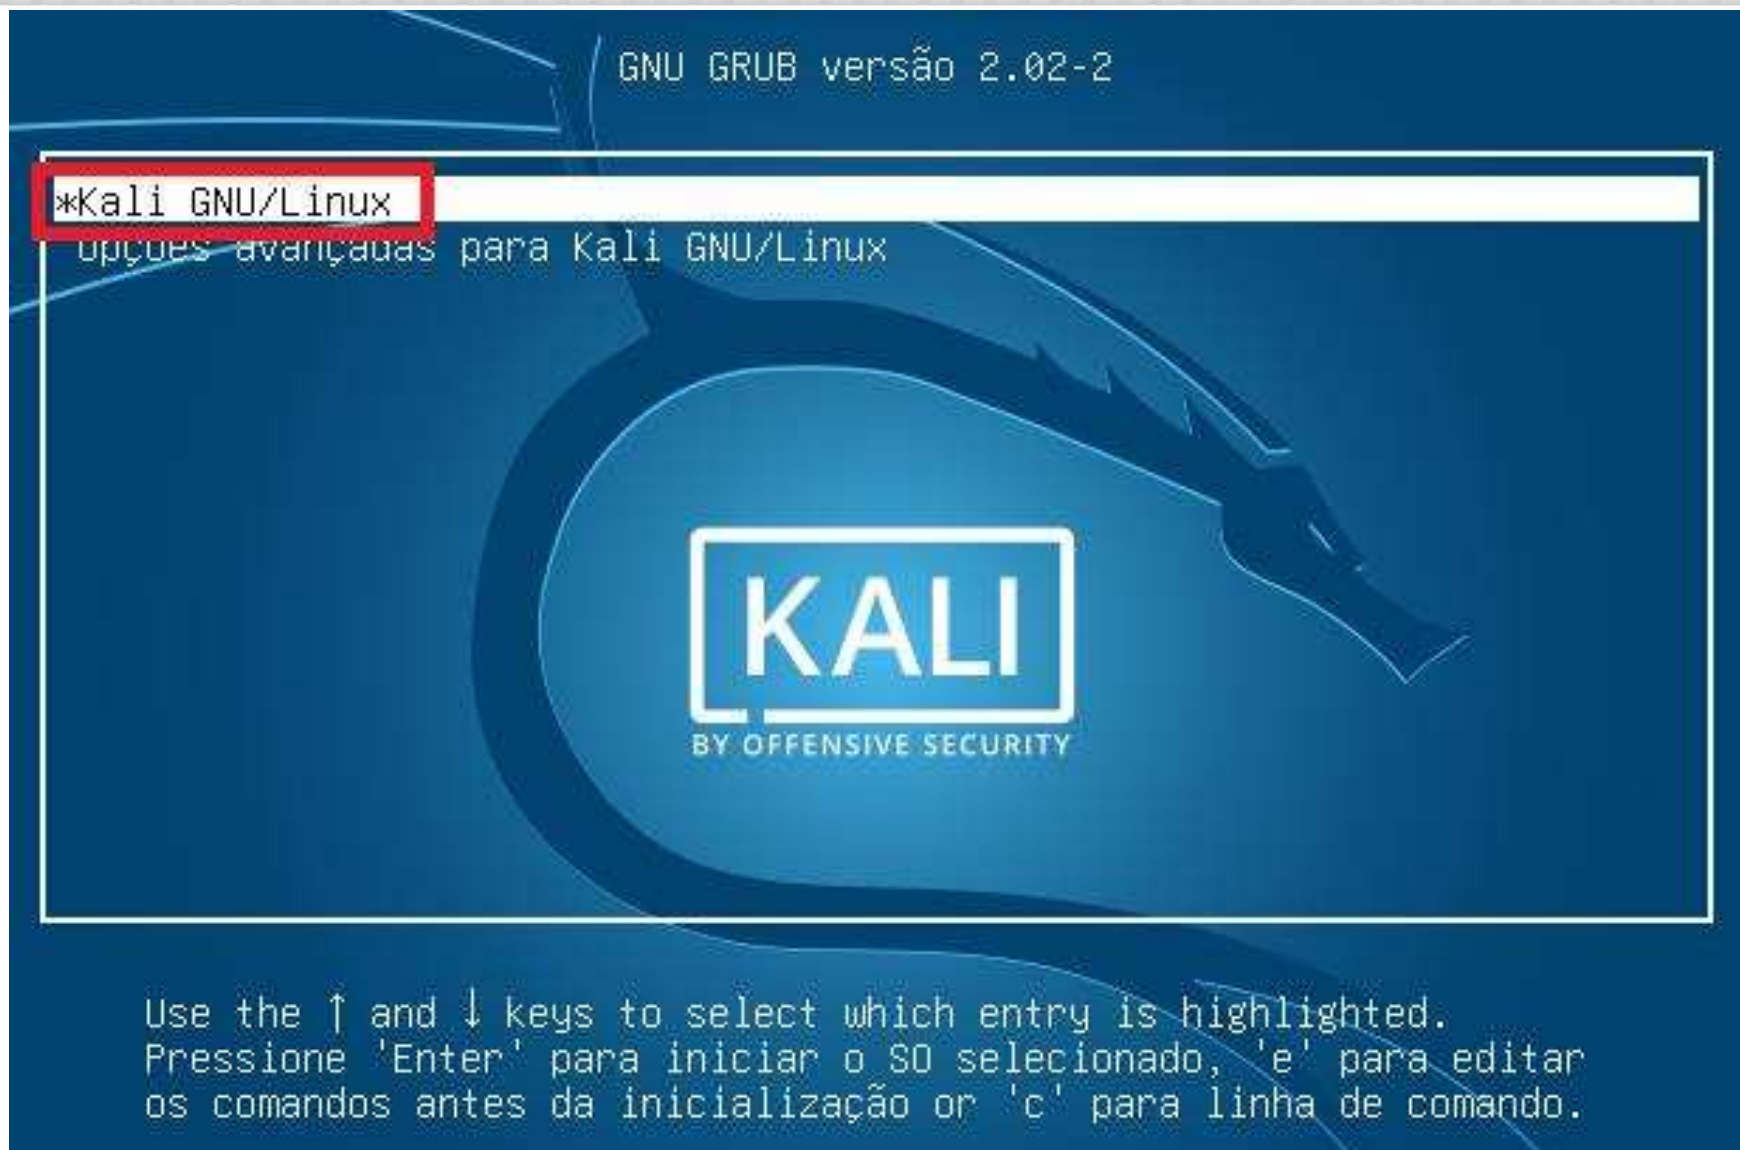 GNU GRUB versão 2.02-2
*Kali GNU/Linux
Opções avançadas para Kali GNU/Linux
KALI
BY OFFENSIVE SECURITY
Use the ↑ and ↓ keys to select which entry is highlighted.
Pressione 'Enter' para iniciar o SO selecionado, 'e' para editar
os comandos antes da inicialização or 'c' para linha de comando.